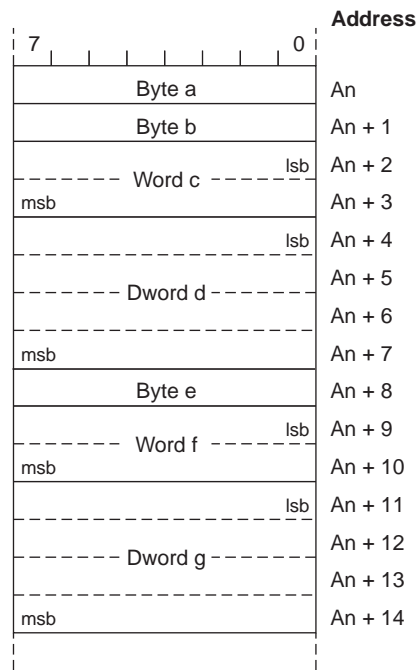 Address
7 0
Byte a An
Byte b An + 1
lsb An + 2
Word c
msb An + 3
lsb An + 4
An + 5
Dword d
An + 6
msb An + 7
Byte e An + 8
lsb An + 9
Word f
msb An + 10
lsb An + 11
An + 12
Dword g
An + 13
msb An + 14